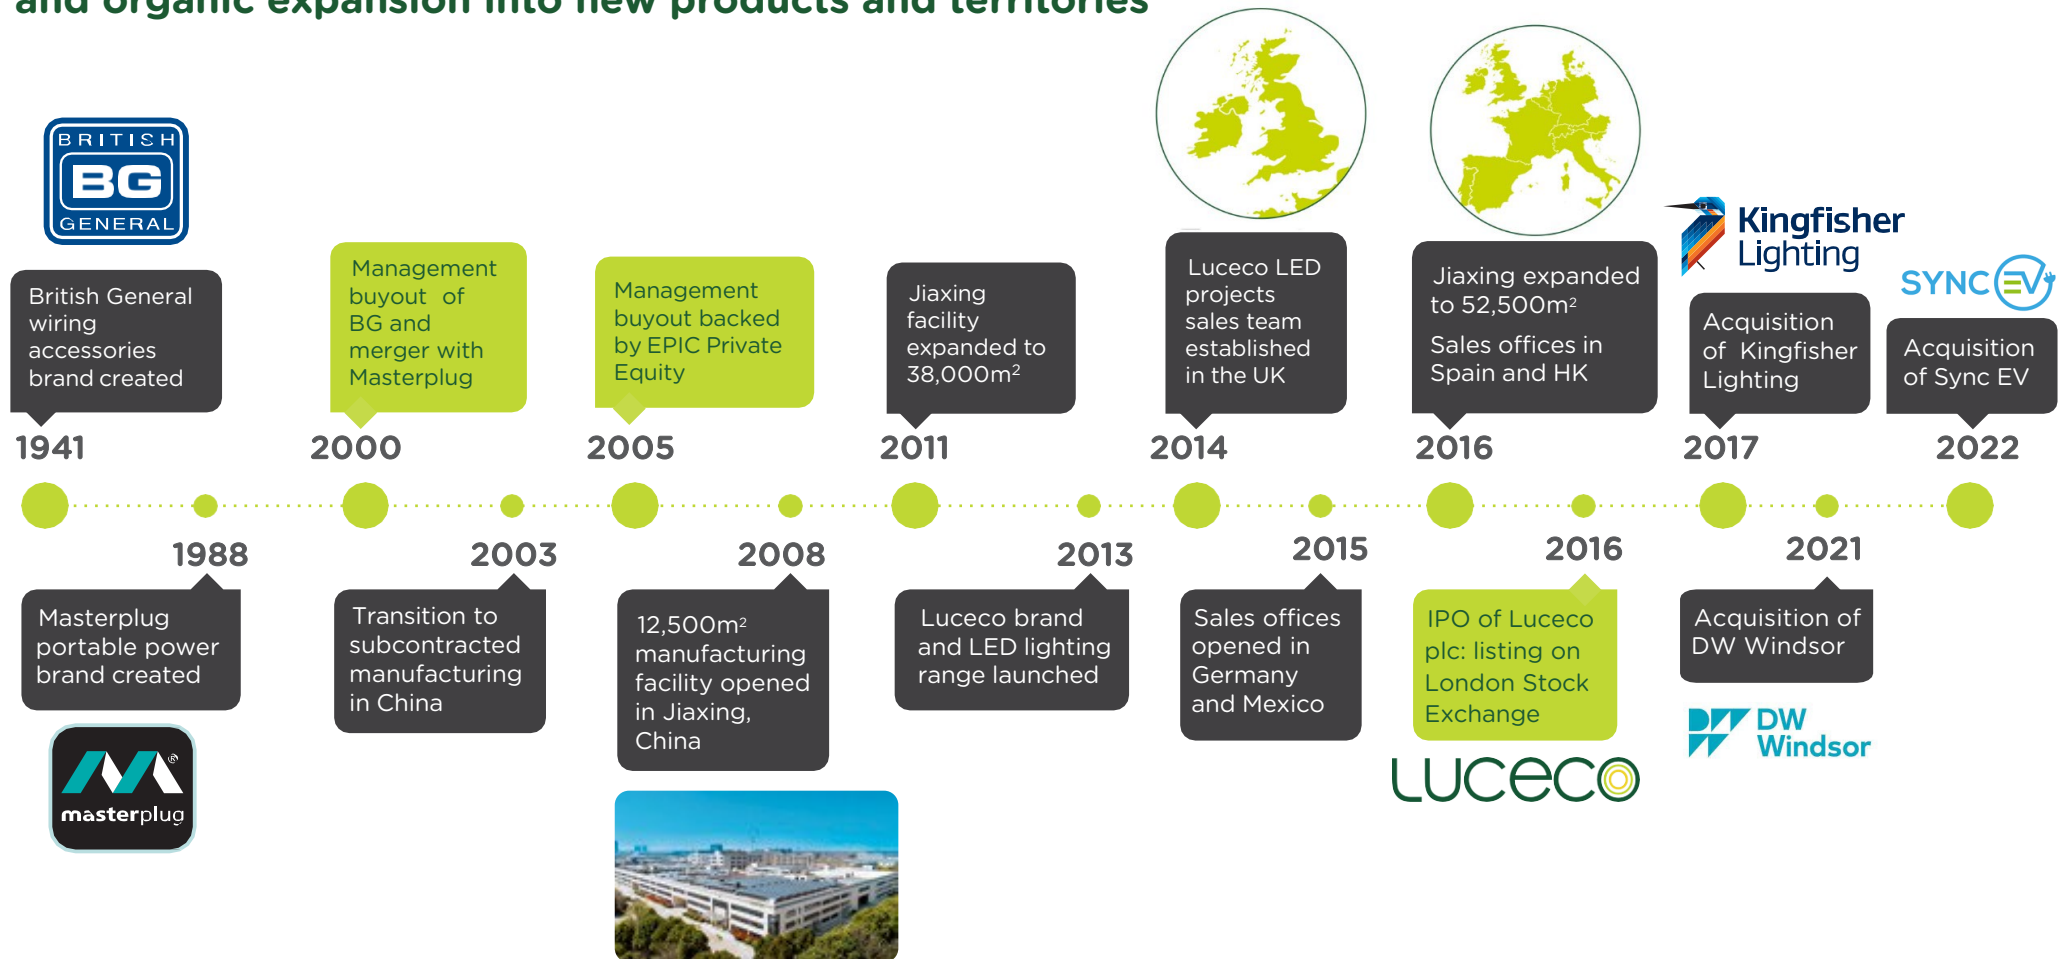 and organic expansion into new products and territories
BRITISH
BG
GENERAL
British General
wiring
accessories
brand created
1941
Management
buyout of
BG and
merger with
Masterplug
2000
Management
buyout backed
by EPIC Private
Equity
2005
Jiaxing
facility
expanded to
38,000m²
2011
Luceco LED
projects
sales team
established
in the UK
2014
Jiaxing expanded
to 52,500m²
Sales offices in
Spain and HK
2016
Kingfisher
Lighting
Acquisition
of Kingfisher
Lighting
2017
SYNC EV
Acquisition
of Sync EV
2022
1988
Masterplug
portable power
brand created
masterplug®
2003
Transition to
subcontracted
manufacturing
in China
2008
12,500m²
manufacturing
facility opened
in Jiaxing,
China
2013
Luceco brand
and LED lighting
range launched
2015
Sales offices
opened in
Germany
and Mexico
2016
IPO of Luceco
plc: listing on
London Stock
Exchange
LUCECO
2021
Acquisition of
DW Windsor
DW
Windsor